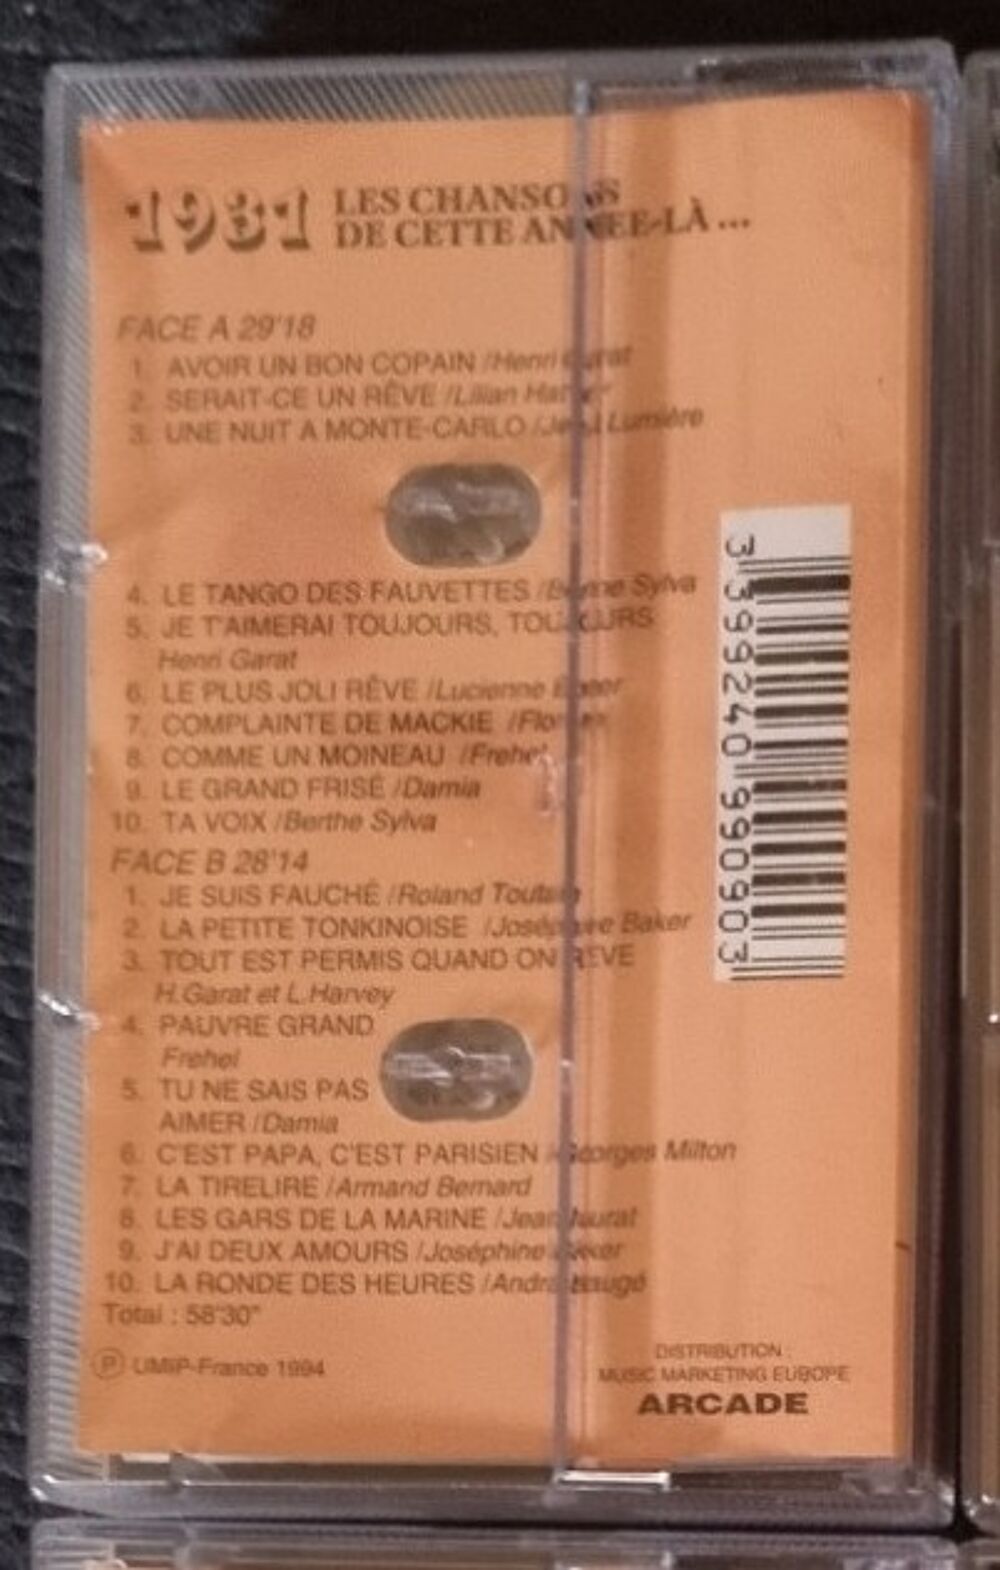 1931 LES CHANSONS
DE CETTE ANNEE-LÀ ...
FACE A 29'18
1. AVOIR UN BON COPAIN /Henri Garat
2. SERAIT-CE UN RÊVE /Lilian
3. UNE NUIT A MONTE-CARLO / Lumière
4. LE TANGO DES FAUVETTES /Berthe Sylva
5. JE T'AIMERAI TOUJOURS, TOUJOURS
Henri Garat
6. LE PLUS JOLI RÊVE /Lucienne
7. COMPLAINTE DE MACKIE /
8. COMME UN MOINEAU /Frehel
9. LE GRAND FRISÉ /Damia
10. TA VOIX /Berthe Sylva
FACE B 28'14
1. JE SUIS FAUCHÉ /Roland Toutain
2. LA PETITE TONKINOISE /Joséphine Baker
3. TOUT EST PERMIS QUAND ON RÊVE
H.Garat et L.Harvey
4. PAUVRE GRAND
Frehel
5. TU NE SAIS PAS
AIMER /Damia
6. C'EST PAPA, C'EST PARISIEN /Georges Milton
7. LA TIRELIRE /Armand Bernard
8. LES GARS DE LA MARINE /Jean
9. J'AI DEUX AMOURS /Joséphine Baker
10. LA RONDE DES HEURES /André Baugé
Total : 58'30"
Ⓟ UMIP-France 1994
DISTRIBUTION :
MUSIC MARKETING EUROPE
ARCADE
3 399240 990903